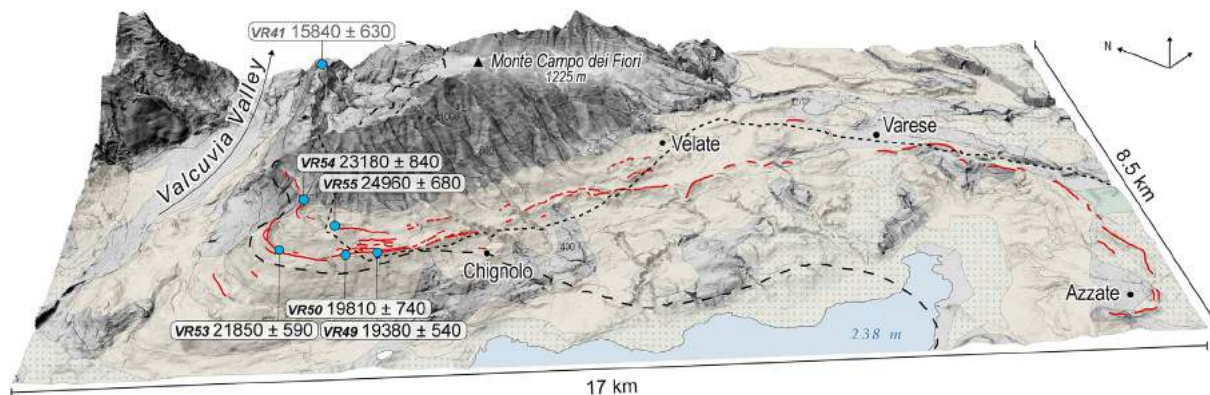 VR41 15840 ± 630
N
Monte Campo dei Fiori
1225 m
Valcuvia Valley
Varese
Velate
8.5 km
VR54 23180 ± 840
VR55 24960 ± 680
400
Chignolo
Azzate
VR50 19810 ± 740
VR53 21850 ± 590
VR49 19380 ± 540
238 m
17 km